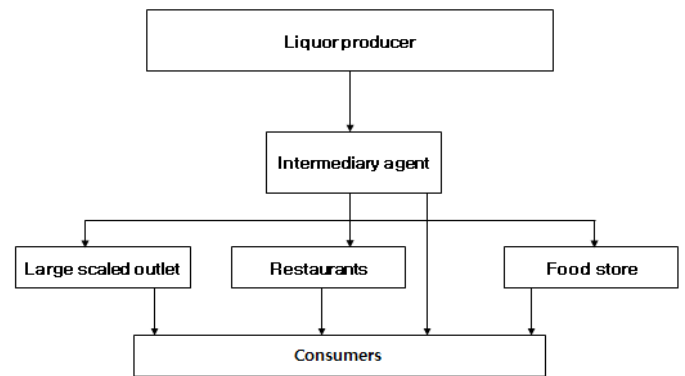 Liquor producer
Intermediary agent
Large scaled outlet
Restaurants
Food store
Consumers